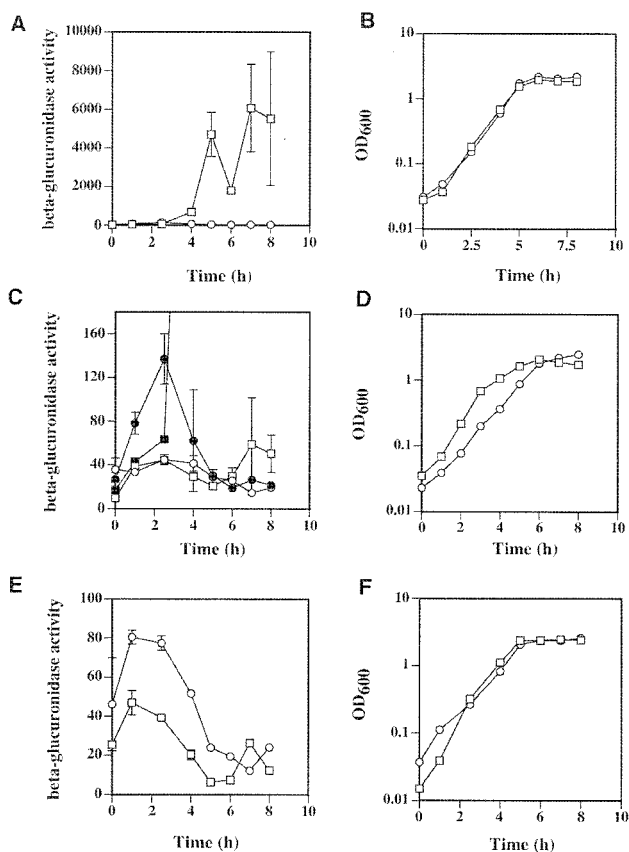 A
beta-glucuronidase activity
10000
8000
6000
4000
2000
0
0 2 4 6 8 10
Time (h)
B
OD600
10
1
0.1
0.01
0 2.5 5 7.5 10
Time (h)
C
beta-glucuronidase activity
160
120
80
40
0
0 2 4 6 8 10
Time (h)
D
OD600
10
1
0.1
0.01
0 2 4 6 8 10
Time (h)
E
beta-glucuronidase activity
100
80
60
40
20
0
0 2 4 6 8 10
Time (h)
F
OD600
10
1
0.1
0.01
0 2 4 6 8 10
Time (h)